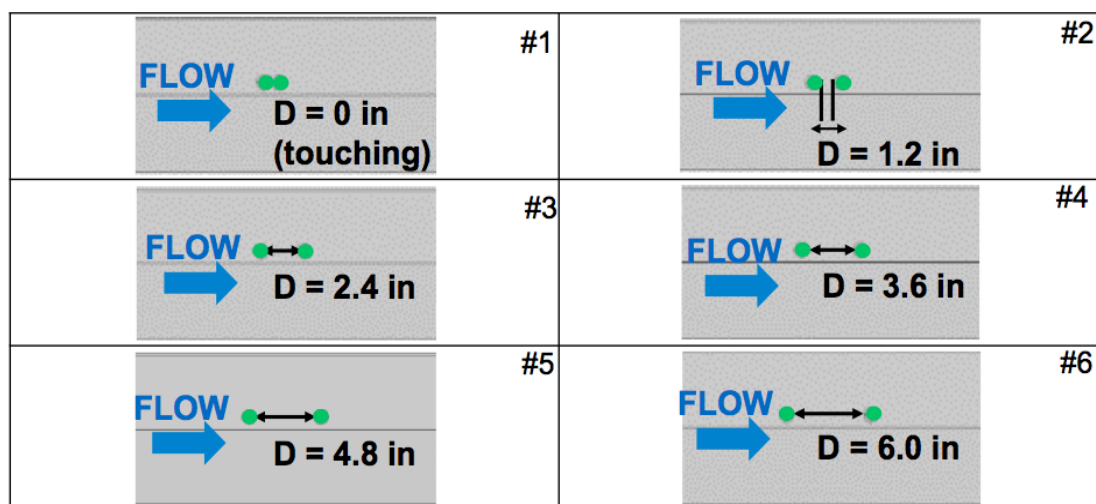 #1
FLOW
D = 0 in
(touching)
#2
FLOW
D = 1.2 in
#3
FLOW
D = 2.4 in
#4
FLOW
D = 3.6 in
#5
FLOW
D = 4.8 in
#6
FLOW
D = 6.0 in